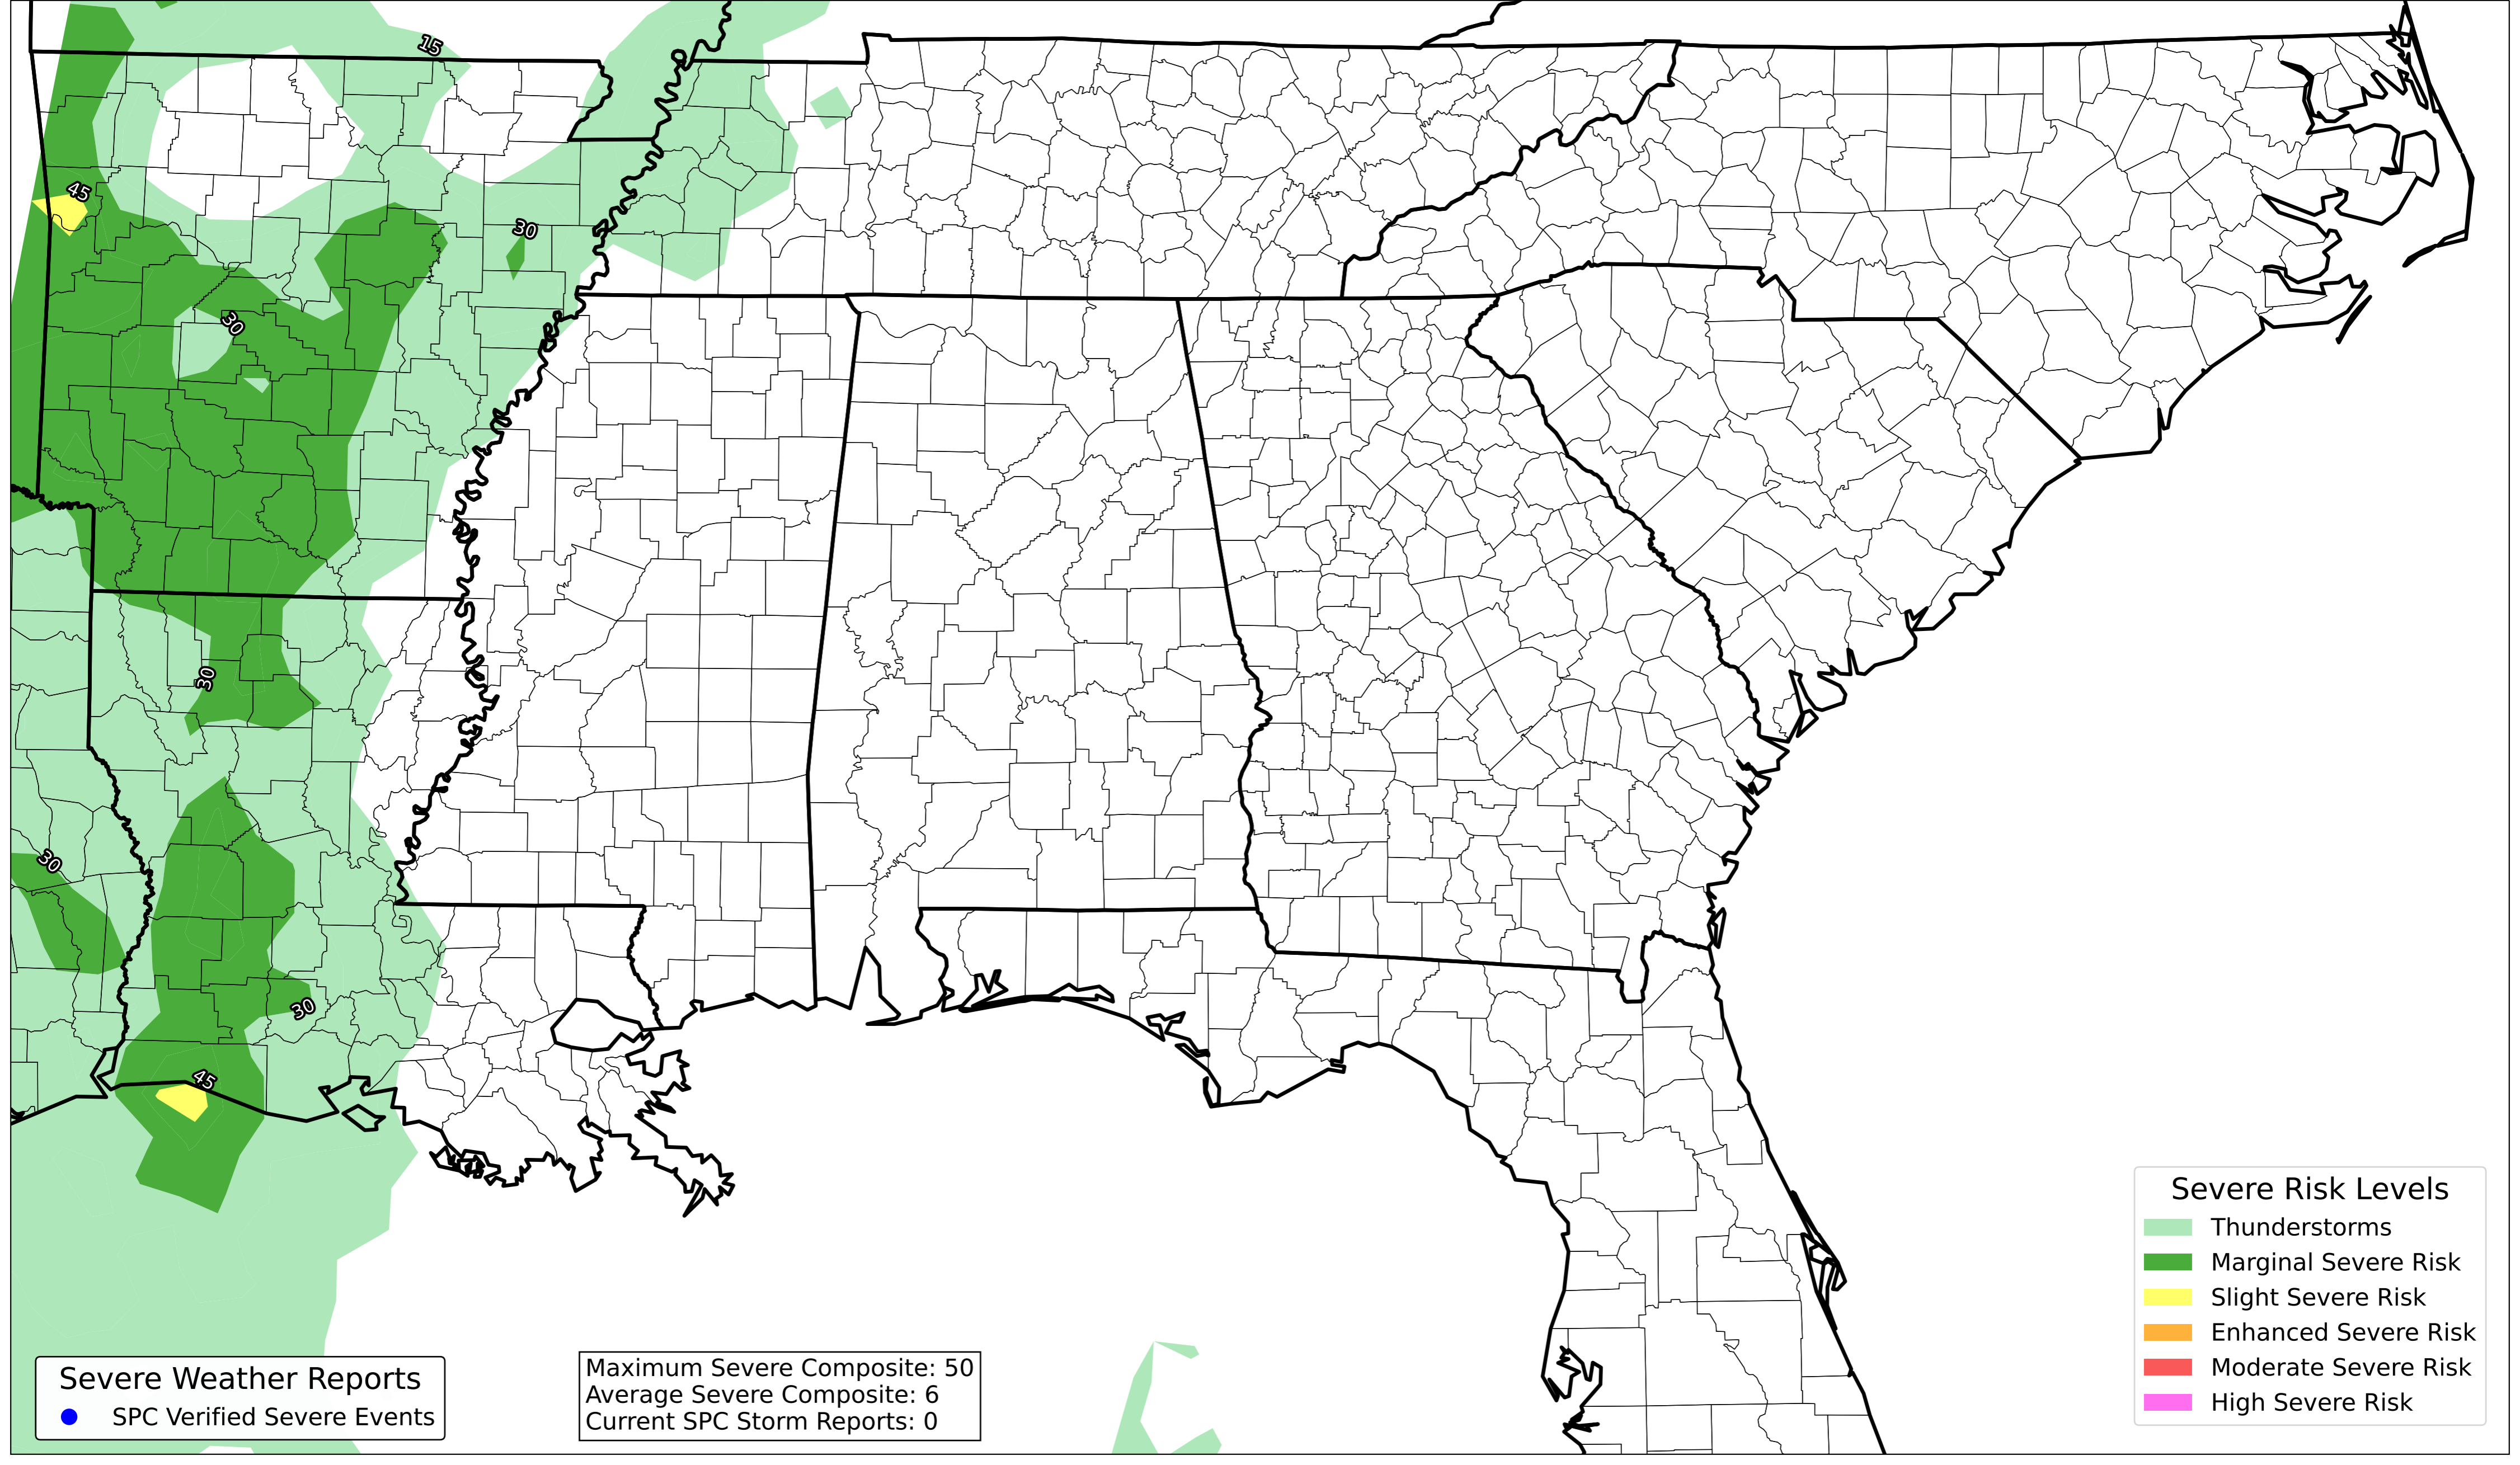 15
45
30
30
30
30
30
45
Severe Risk Levels
Thunderstorms
Marginal Severe Risk
Slight Severe Risk
Enhanced Severe Risk
Moderate Severe Risk
High Severe Risk
Severe Weather Reports
SPC Verified Severe Events
Maximum Severe Composite: 50
Average Severe Composite: 6
Current SPC Storm Reports: 0